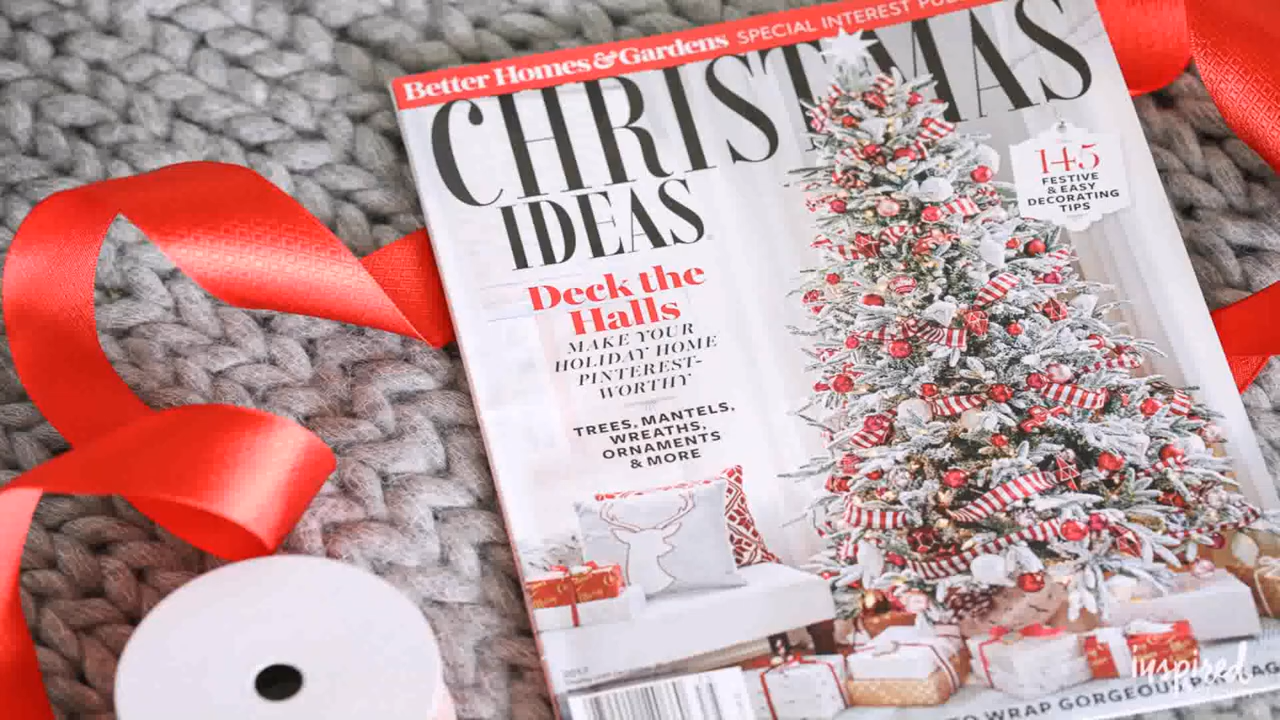 Better Homes & Gardens SPECIAL INTEREST
CHRISTMAS
IDEAS
145
FESTIVE
& EASY
DECORATING
TIPS
Deck the
Halls
MAKE YOUR
HOLIDAY HOME
PINTEREST-
WORTHY
TREES, MANTELS,
WREATHS,
ORNAMENTS
& MORE
2017
inspired
TO WRAP GORGEOUS